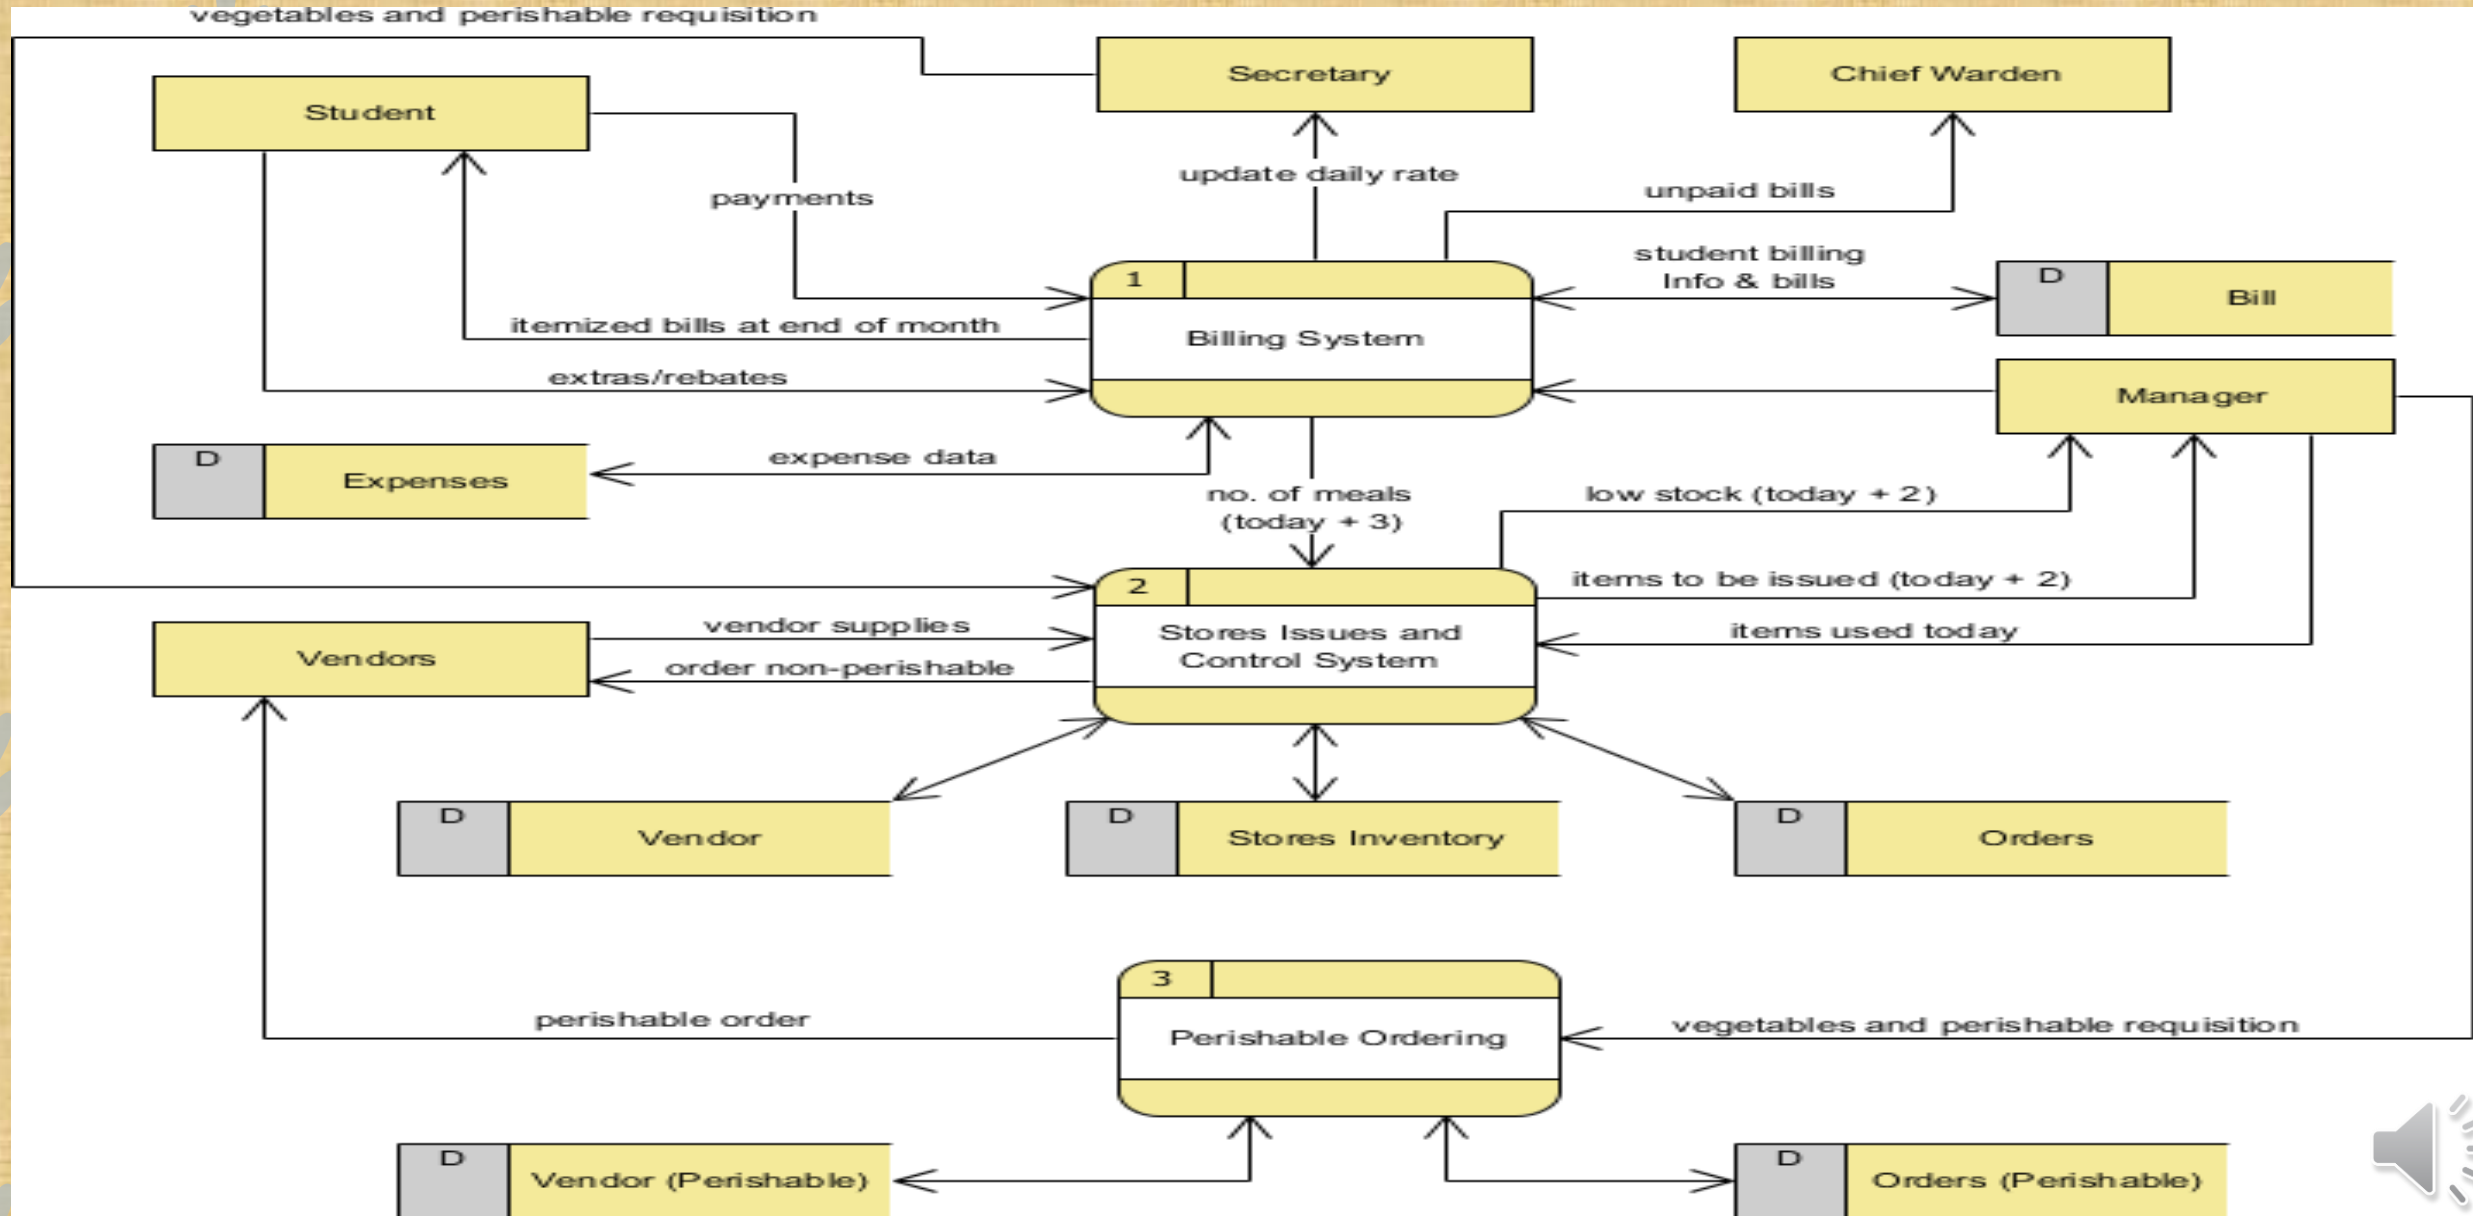 vegetables and perishable requisition
Secretary
Chief Warden
Student
update daily rate
unpaid bills
payments
student billing
Info & bills
D
Bill
1
Billing System
itemized bills at end of month
extras/rebates
Manager
D
Expenses
expense data
no. of meals
(today + 3)
low stock (today + 2)
items to be issued (today + 2)
2
Stores Issues and
Control System
vendor supplies
items used today
Vendors
order non-perishable
D
Vendor
D
Stores Inventory
D
Orders
3
Perishable Ordering
perishable order
vegetables and perishable requisition
D
Vendor (Perishable)
D
Orders (Perishable)